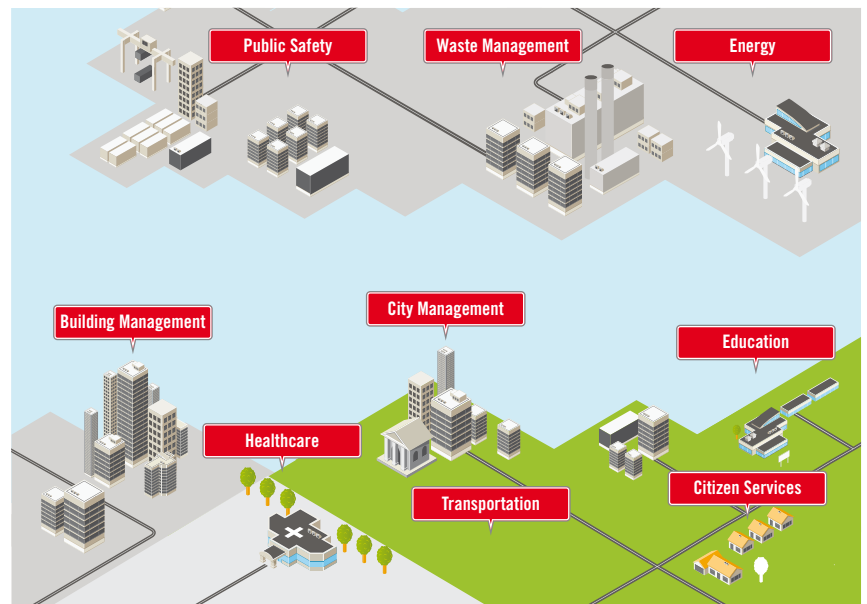 Public Safety
Waste Management
Energy
City Management
Building Management
Education
Healthcare
Citizen Services
Transportation